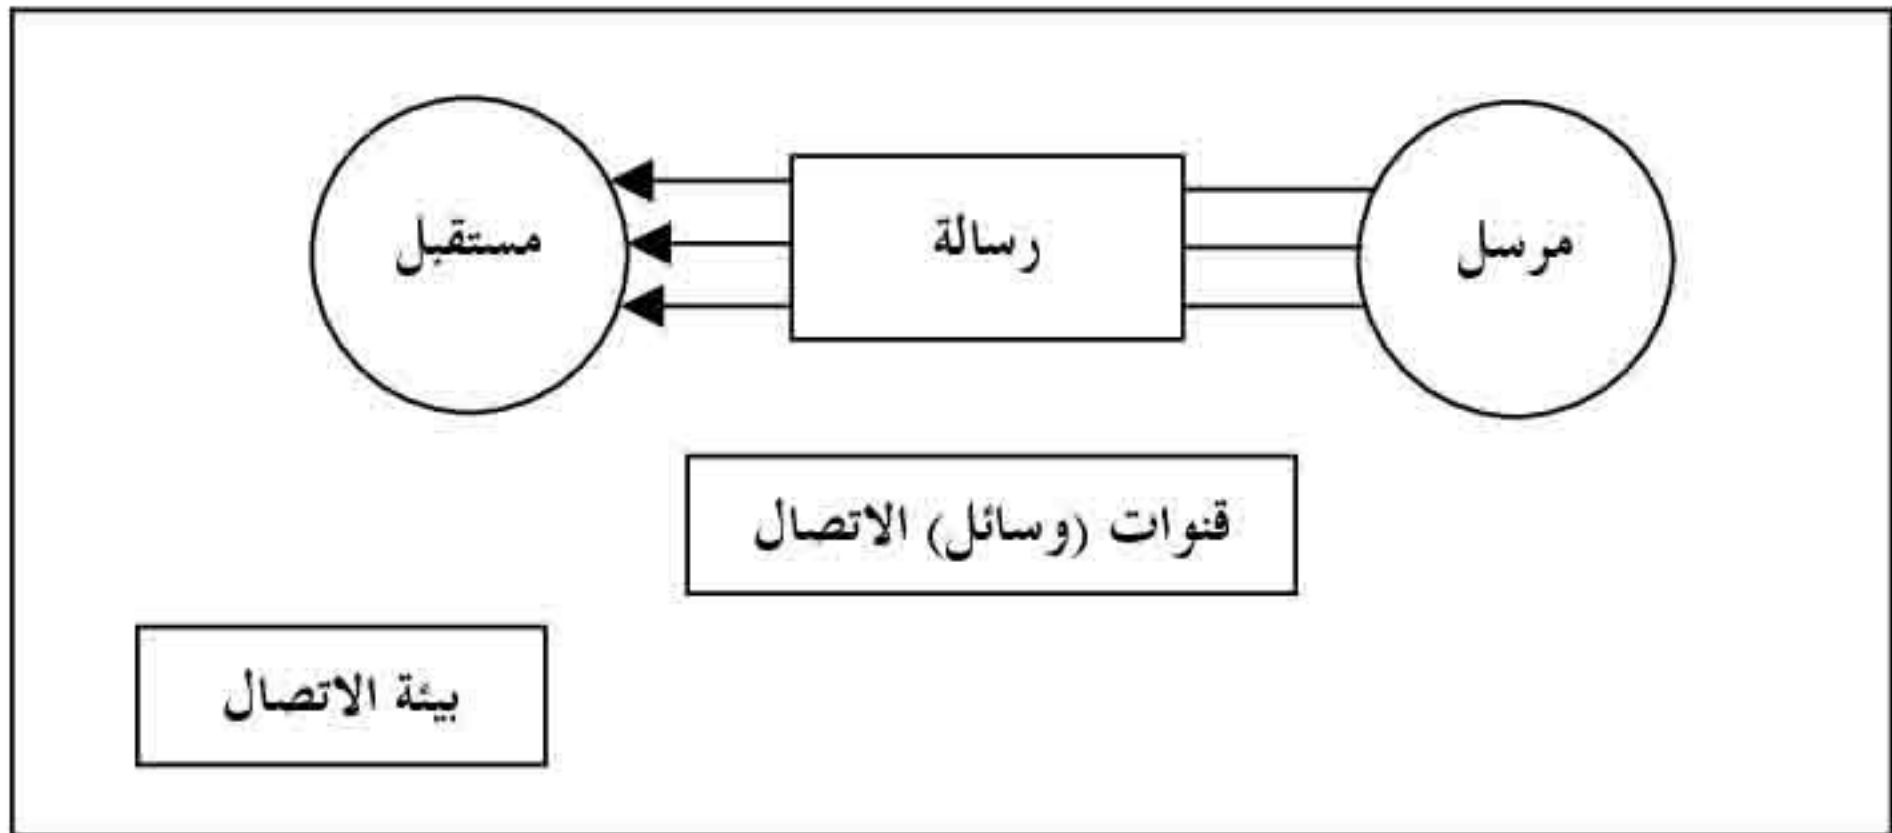 مرسل
رسالة
مستقبل
قنوات (وسائل) الاتصال
بيئة الاتصال